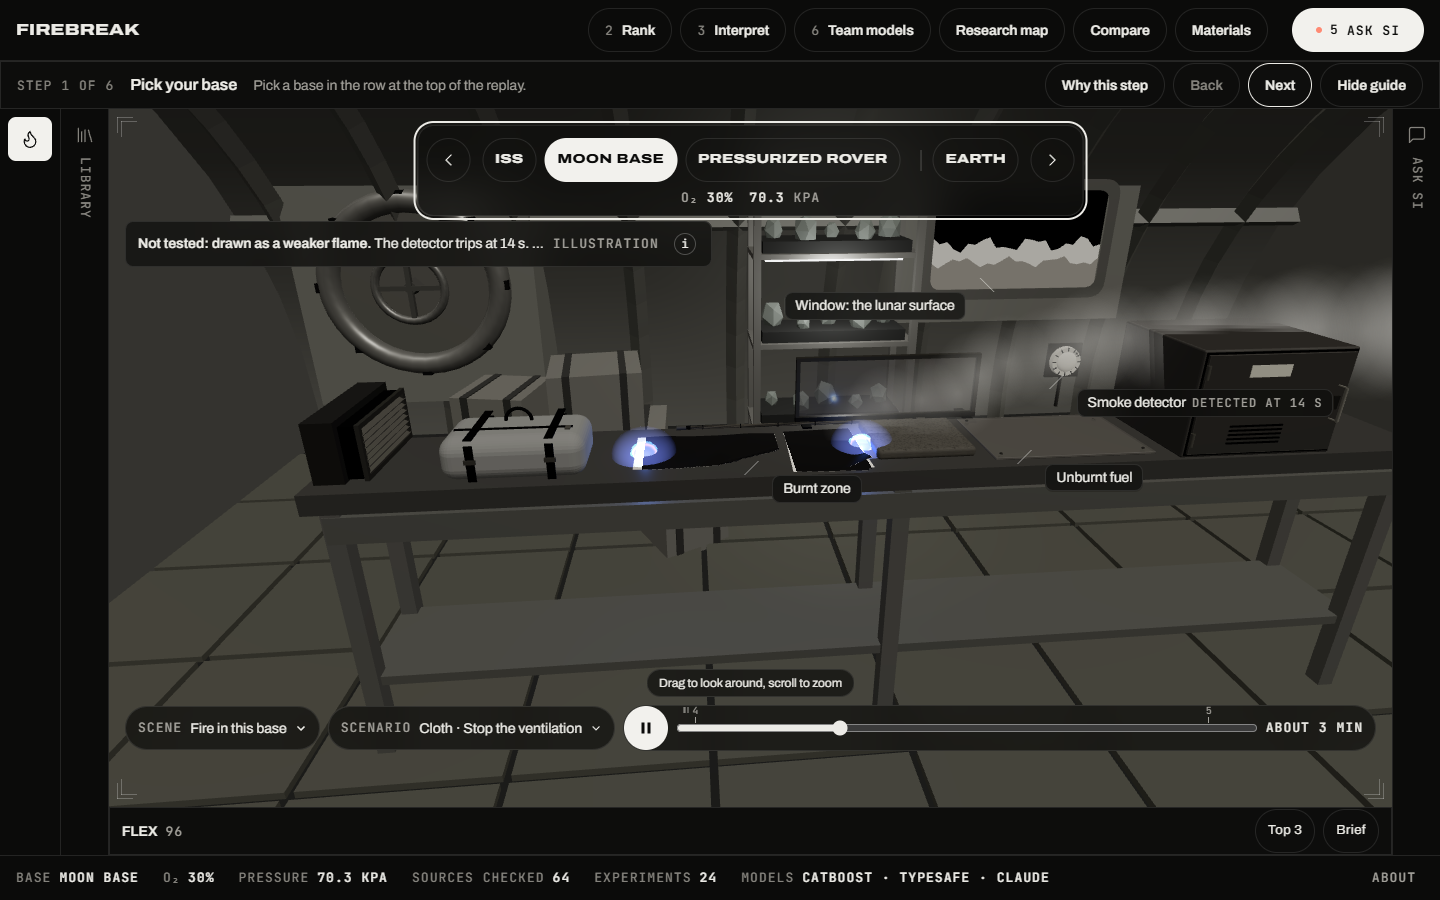 FIREBREAK
2 Rank
3 Interpret
6 Team models
Research map
Compare
Materials
5 ASK SI
STEP 1 OF 6 Pick your base Pick a base in the row at the top of the replay.
Why this step
Back
Next
Hide guide
LIBRARY
ISS
MOON BASE
PRESSURIZED ROVER
EARTH
O₂ 30% 70.3 KPA
ASK SI
Not tested: drawn as a weaker flame. The detector trips at 14 s. ... ILLUSTRATION i
Window: the lunar surface
Smoke detector DETECTED AT 14 S
Unburnt fuel
Burnt zone
Drag to look around, scroll to zoom
SCENE Fire in this base
SCENARIO Cloth · Stop the ventilation
4
5
ABOUT 3 MIN
FLEX 96
Top 3
Brief
BASE MOON BASE O₂ 30% PRESSURE 70.3 KPA SOURCES CHECKED 64 EXPERIMENTS 24 MODELS CATBOOST · TYPESAFE · CLAUDE
ABOUT